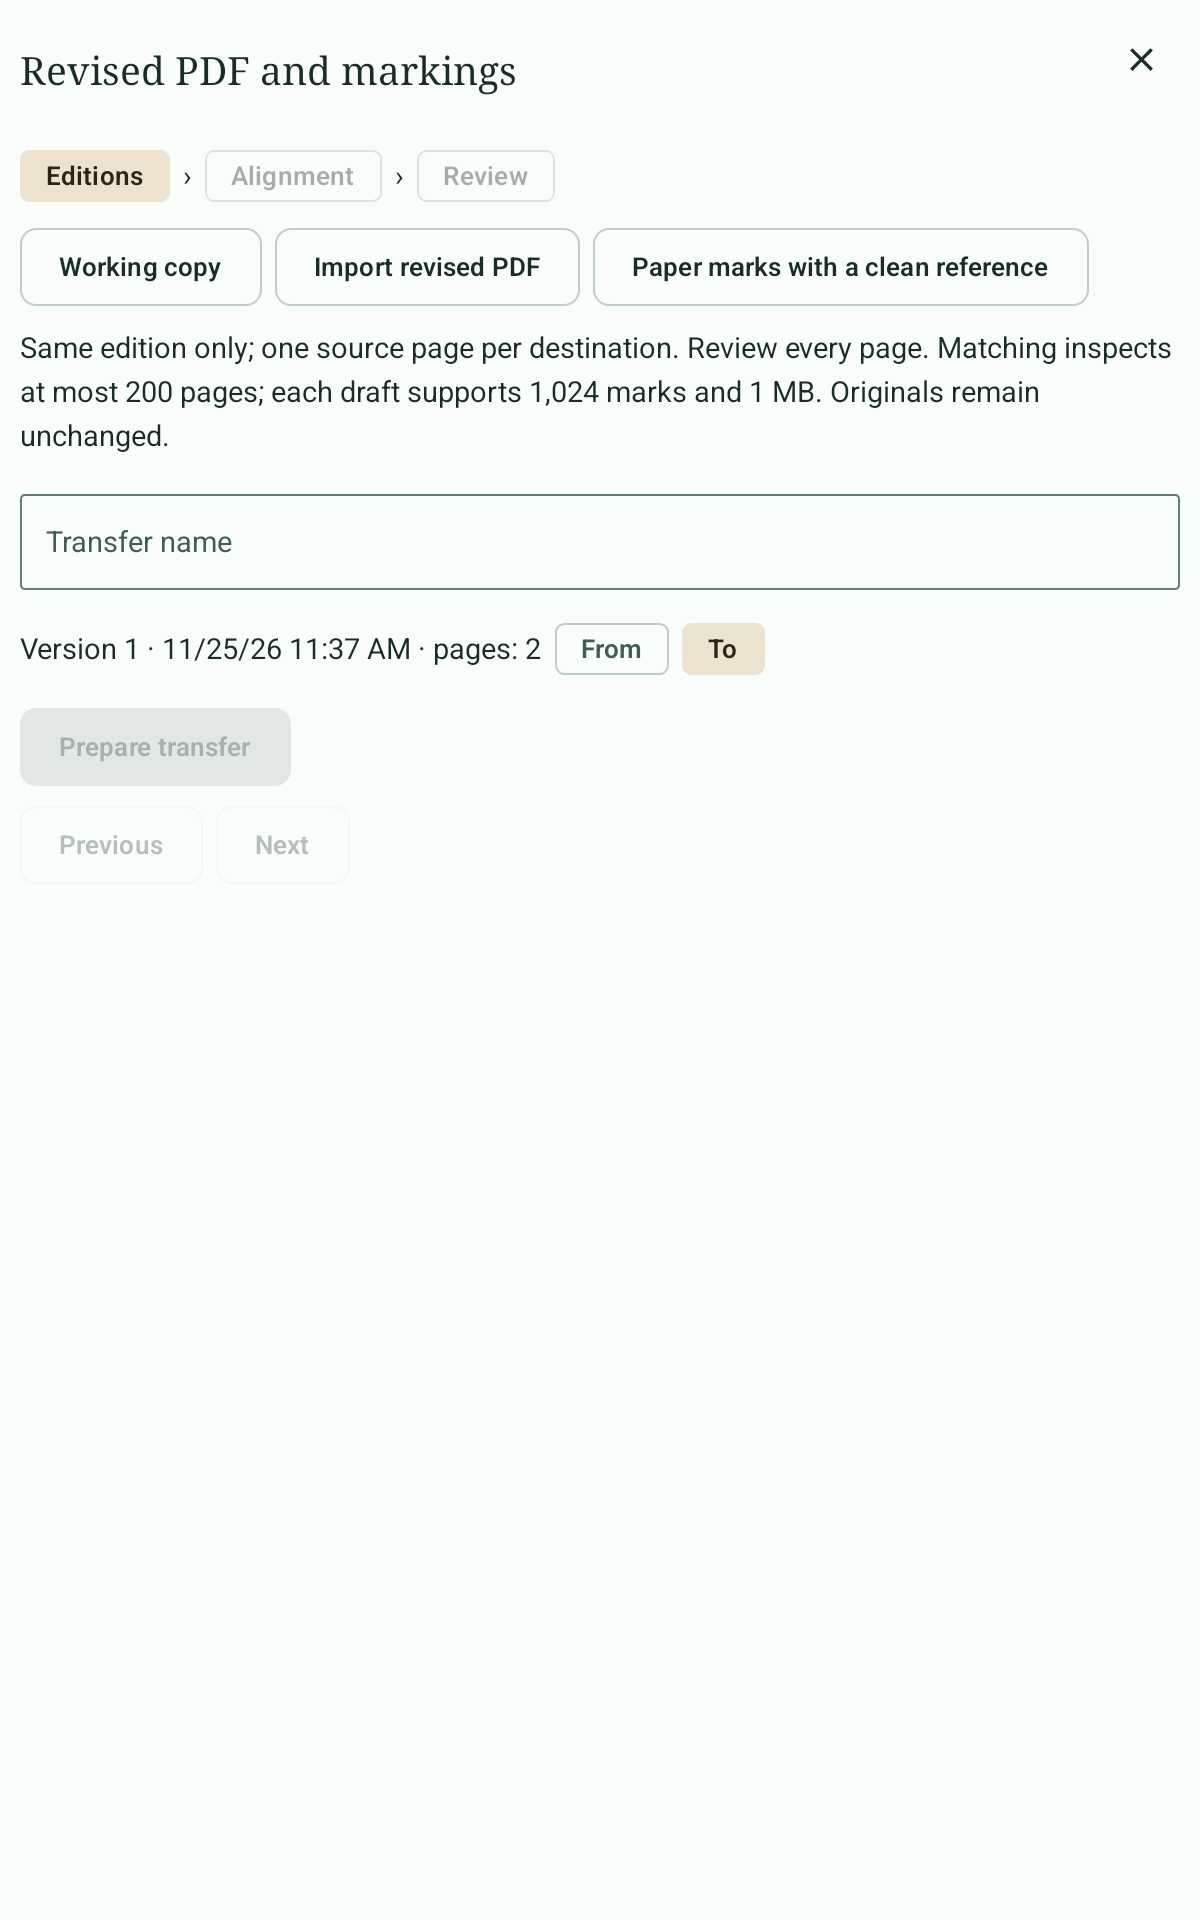 Revised PDF and markings
Editions › Alignment › Review
Working copy Import revised PDF Paper marks with a clean reference
Same edition only; one source page per destination. Review every page. Matching inspects
at most 200 pages; each draft supports 1,024 marks and 1 MB. Originals remain
unchanged.
Transfer name
Version 1 · 11/25/26 11:37 AM · pages: 2 From To
Prepare transfer
Previous Next